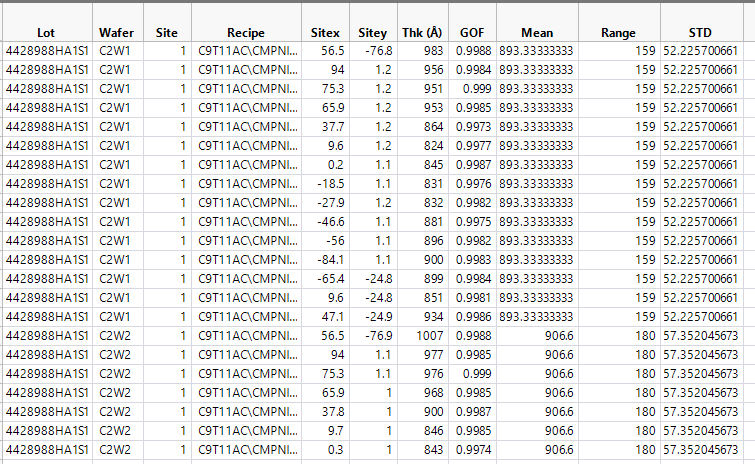 Lot Wafer Site Recipe Sitex Sitey Thk (Å) GOF Mean Range STD
4428988HA1S1 C2W1 1 C9T11AC\CMPNI... 56.5 -76.8 983 0.9988 893.33333333 159 52.225700661
4428988HA1S1 C2W1 1 C9T11AC\CMPNI... 94 1.2 956 0.9984 893.33333333 159 52.225700661
4428988HA1S1 C2W1 1 C9T11AC\CMPNI... 75.3 1.2 951 0.999 893.33333333 159 52.225700661
4428988HA1S1 C2W1 1 C9T11AC\CMPNI... 65.9 1.2 953 0.9985 893.33333333 159 52.225700661
4428988HA1S1 C2W1 1 C9T11AC\CMPNI... 37.7 1.2 864 0.9973 893.33333333 159 52.225700661
4428988HA1S1 C2W1 1 C9T11AC\CMPNI... 9.6 1.2 824 0.9977 893.33333333 159 52.225700661
4428988HA1S1 C2W1 1 C9T11AC\CMPNI... 0.2 1.1 845 0.9987 893.33333333 159 52.225700661
4428988HA1S1 C2W1 1 C9T11AC\CMPNI... -18.5 1.1 831 0.9976 893.33333333 159 52.225700661
4428988HA1S1 C2W1 1 C9T11AC\CMPNI... -27.9 1.2 832 0.9982 893.33333333 159 52.225700661
4428988HA1S1 C2W1 1 C9T11AC\CMPNI... -46.6 1.1 881 0.9975 893.33333333 159 52.225700661
4428988HA1S1 C2W1 1 C9T11AC\CMPNI... -56 1.1 896 0.9982 893.33333333 159 52.225700661
4428988HA1S1 C2W1 1 C9T11AC\CMPNI... -84.1 1.1 900 0.9983 893.33333333 159 52.225700661
4428988HA1S1 C2W1 1 C9T11AC\CMPNI... -65.4 -24.8 899 0.9984 893.33333333 159 52.225700661
4428988HA1S1 C2W1 1 C9T11AC\CMPNI... 9.6 -24.8 851 0.9981 893.33333333 159 52.225700661
4428988HA1S1 C2W1 1 C9T11AC\CMPNI... 47.1 -24.9 934 0.9986 893.33333333 159 52.225700661
4428988HA1S1 C2W2 1 C9T11AC\CMPNI... 56.5 -76.9 1007 0.9988 906.6 180 57.352045673
4428988HA1S1 C2W2 1 C9T11AC\CMPNI... 94 1.1 977 0.9985 906.6 180 57.352045673
4428988HA1S1 C2W2 1 C9T11AC\CMPNI... 75.3 1.1 976 0.999 906.6 180 57.352045673
4428988HA1S1 C2W2 1 C9T11AC\CMPNI... 65.9 1 968 0.9985 906.6 180 57.352045673
4428988HA1S1 C2W2 1 C9T11AC\CMPNI... 37.8 1 900 0.9987 906.6 180 57.352045673
4428988HA1S1 C2W2 1 C9T11AC\CMPNI... 9.7 1 846 0.9985 906.6 180 57.352045673
4428988HA1S1 C2W2 1 C9T11AC\CMPNI... 0.3 1 843 0.9974 906.6 180 57.352045673